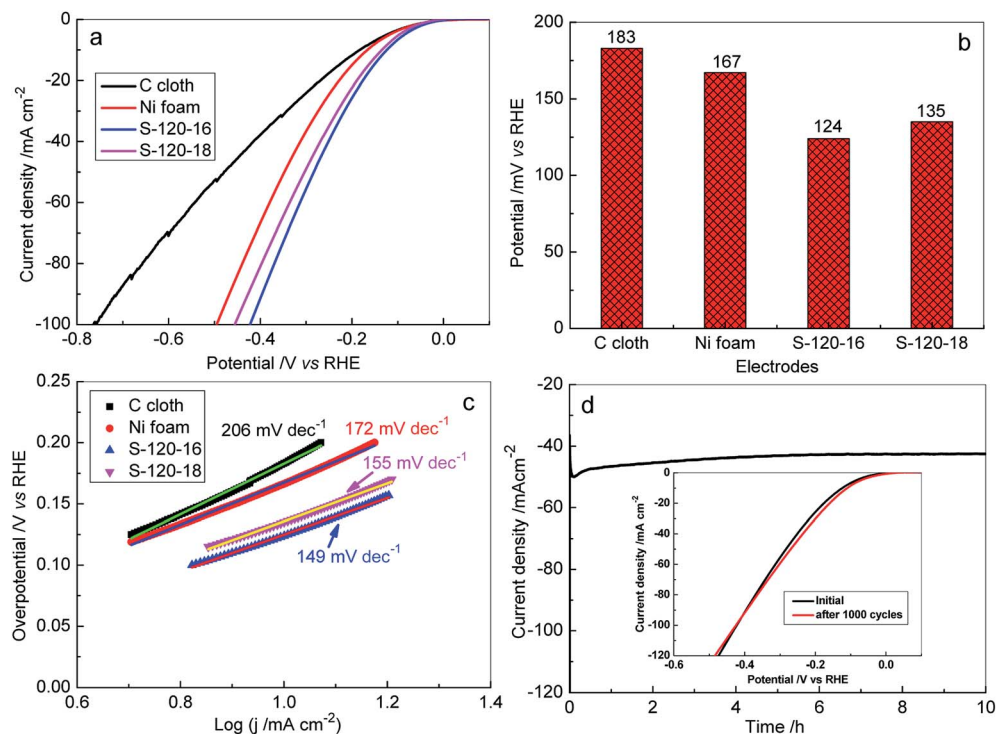 a
0
-20
-40
-60
-80
-100
Current density /mA cm-2
C cloth
Ni foam
S-120-16
S-120-18
-0.8
-0.6
-0.4
-0.2
-0.0
Potential /V vs RHE
b
200
150
100
50
0
Potential /mV vs RHE
183
167
124
135
C cloth
Ni foam
S-120-16
S-120-18
Electrodes
c
0.25
0.20
0.15
0.10
0.05
0.00
Overpotential /V vs RHE
C cloth
Ni foam
S-120-16
S-120-18
206 mV dec-1
172 mV dec-1
155 mV dec-1
149 mV dec-1
0.6
0.8
1.0
1.2
1.4
Log (j /mA cm-2)
d
-20
-40
-60
-80
-100
-120
Current density /mAcm-2
0
-20
-40
-60
-80
-100
-120
Current density /mA cm-2
Initial
after 1000 cycles
-0.6
-0.4
-0.2
0.0
Potential /V vs RHE
0
2
4
6
8
10
Time /h